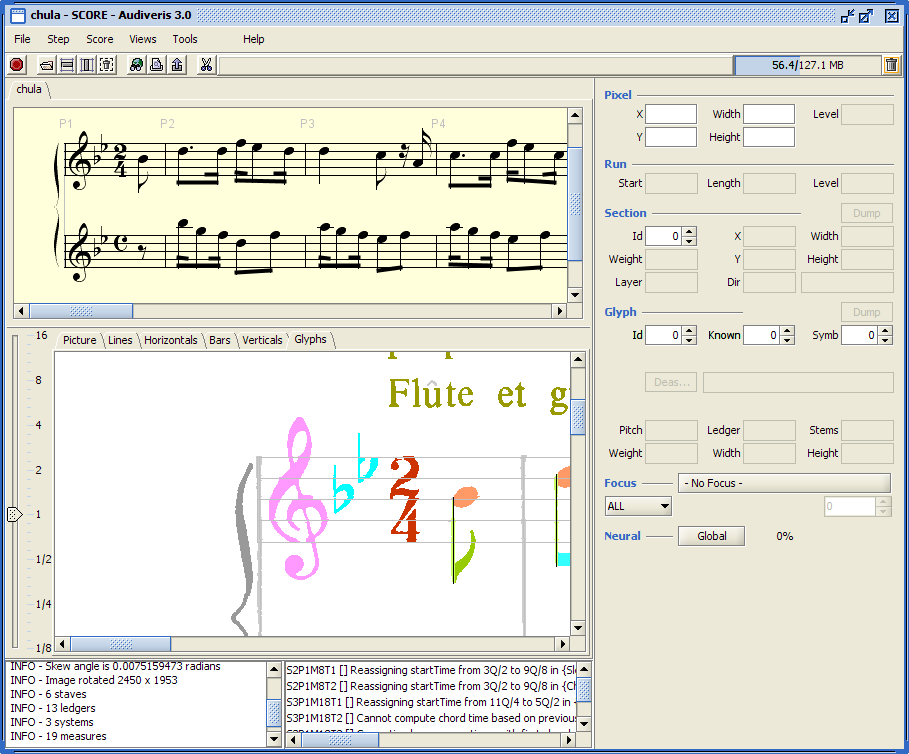 chula - SCORE - Audiveris 3.0
File Step Score Views Tools Help
56.4/127.1 MB
chula
P1 P2 P3 P4
2
4
16
8
4
2
1
1/2
1/4
1/8
Picture Lines Horizontals Bars Verticals Glyphs
Flûte et g
2
4
INFO - Skew angle is 0.0075159473 radians
INFO - Image rotated 2450 x 1953
INFO - 6 staves
INFO - 13 ledgers
INFO - 3 systems
INFO - 19 measures
S2P1M8T1 [] Reassigning startTime from 3Q/2 to 9Q/8 in {Sl
S2P1M8T2 [] Reassigning startTime from 3Q/2 to 9Q/8 in {Ch
S3P1M18T1 [] Reassigning startTime from 11Q/4 to 5Q/2 in
S3P1M18T2 [] Cannot compute chord time based on previous
Pixel
X Width Level
Y Height
Run
Start Length Level
Section Dump
Id 0 X Width
Weight Y Height
Layer Dir
Glyph Dump
Id 0 Known 0 Symb 0
Deas...
Pitch Ledger Stems
Weight Width Height
Focus - No Focus -
ALL 0
Neural Global 0%